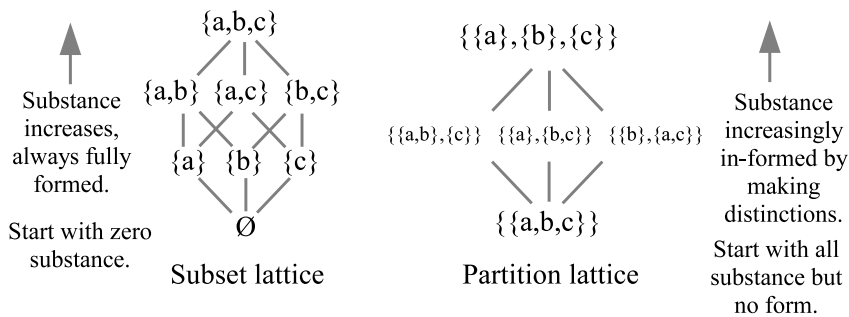 Substance
increases,
always fully
formed.
Start with zero
substance.
{a,b,c}
{a,b} {a,c} {b,c}
{a} {b} {c}
Ø
Subset lattice
{{a},{b},{c}}
{{a,b},{c}} {{a},{b,c}} {{b},{a,c}}
{{a,b,c}}
Partition lattice
Substance
increasingly
in-formed by
making
distinctions.
Start with all
substance but
no form.